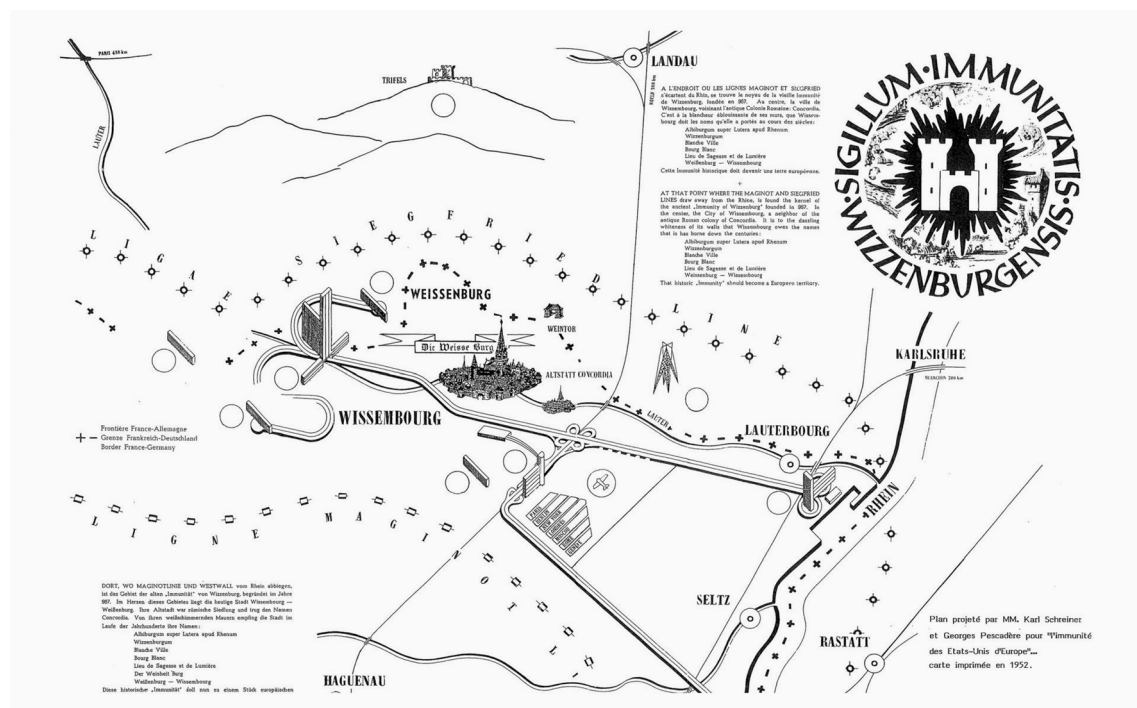 PARIS 480 km
LAUTER
TRIFELS
LANDAU
A L'ENDROIT OU LES LIGNES MAGINOT ET SIEGFRIED
s'écartent du Rhin, se trouve le noyau de la vieille Immunité
de Wizenburg, fondée en 967. Au centre, la ville de
Wissembourg, voisinant l'antique Colonie Romaine: Concordia.
C'est à la blancheur éblouissante de ses murs, que Wissem-
bourg doit les noms qu'elle a portés au cours des siècles:
Albiburgum super Lutera apud Rhenum
Wizzenburgum
Blanche Ville
Bourg Blanc
Lieu de Sagesse et de Lumière
Weißenburg — Wissembourg
Cette Immunité historique doit devenir une terre européenne.
+
AT THAT POINT WHERE THE MAGINOT AND SIEGFRIED
LINES draw away from the Rhine, is found the kernel of
the ancient „Immunity of Wizenburg" founded in 967. In
the center, the City of Wissembourg, a neighbor of the
antique Roman colony of Concordia. It is to the dazzling
whiteness of its walls that Wissembourg owes the names
that is has borne down the centuries:
Albiburgum super Lutera apud Rhenum
Wizzenburgum
Blanche Ville
Bourg Blanc
Lieu de Sagesse et de Lumière
Weissenburg — Wissembourg
That historic „Immunity" should become a Europero territory.
SIGILLUM·IMMUNITATIS·WIZZENBURGENSIS·
LIGNE SIEGFRIED LINE
WEISSENBURG
WEINTOR
Die Weisse Burg
ALTSTATT CONCORDIA
WISSEMBOURG
LAUTER
LAUTERBOURG
KARLSRUHE
RHEIN
Frontière France-Allemagne
Grenze Frankreich-Deutschland
Border France-Germany
LIGNE MAGINOT L.
DORT, WO MAGINOTLINIE UND WESTWALL vom Rhein abbiegen,
ist das Gebiet der alten „Immunität" von Wizenburg, begründet im Jahre
967. Im Herzen dieses Gebietes liegt die heutige Stadt Wissembourg —
Weißenburg. Ihre Altstadt war römische Siedlung und trug den Namen
Concordia. Von ihren weißschimmernden Mauern empfing die Stadt im
Laufe der Jahrhunderte ihre Namen:
Albiburgum super Lutera apud Rhenum
Wizzenburgum
Blanche Ville
Bourg Blanc
Lieu de Sagesse et de Lumière
Der Weisheit Burg
Weißenburg — Wissembourg
Diese historische „Immunität" soll nun zu einem Stück europäischen
SELTZ
RASTATT
HAGUENAU
Plan projeté par MM. Karl Schreiner
et Georges Pescadère pour "l'immunité
des Etats-Unis d'Europe"...
carte imprimée en 1952.